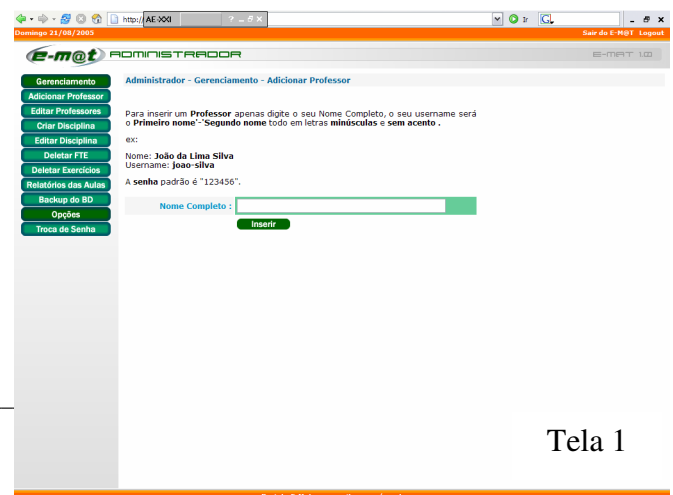 http:// AE-XXI ? _ 8 X Ir G
Domingo 21/08/2005 Sair do E-M@T Logout
e-m@t ADMINISTRADOR E-MAT 1.0
Gerenciamento
Adicionar Professor
Editar Professores
Criar Disciplina
Editar Disciplina
Deletar FTE
Deletar Exercícios
Relatórios das Aulas
Backup do BD
Opções
Troca de Senha
Administrador - Gerenciamento - Adicionar Professor
Para inserir um Professor apenas digite o seu Nome Completo, o seu username será
o Primeiro nome'-'Segundo nome todo em letras minúsculas e sem acento .
ex:
Nome: João da Lima Silva
Username: joao-silva
A senha padrão é "123456".
Nome Completo :
Inserir
Tela 1